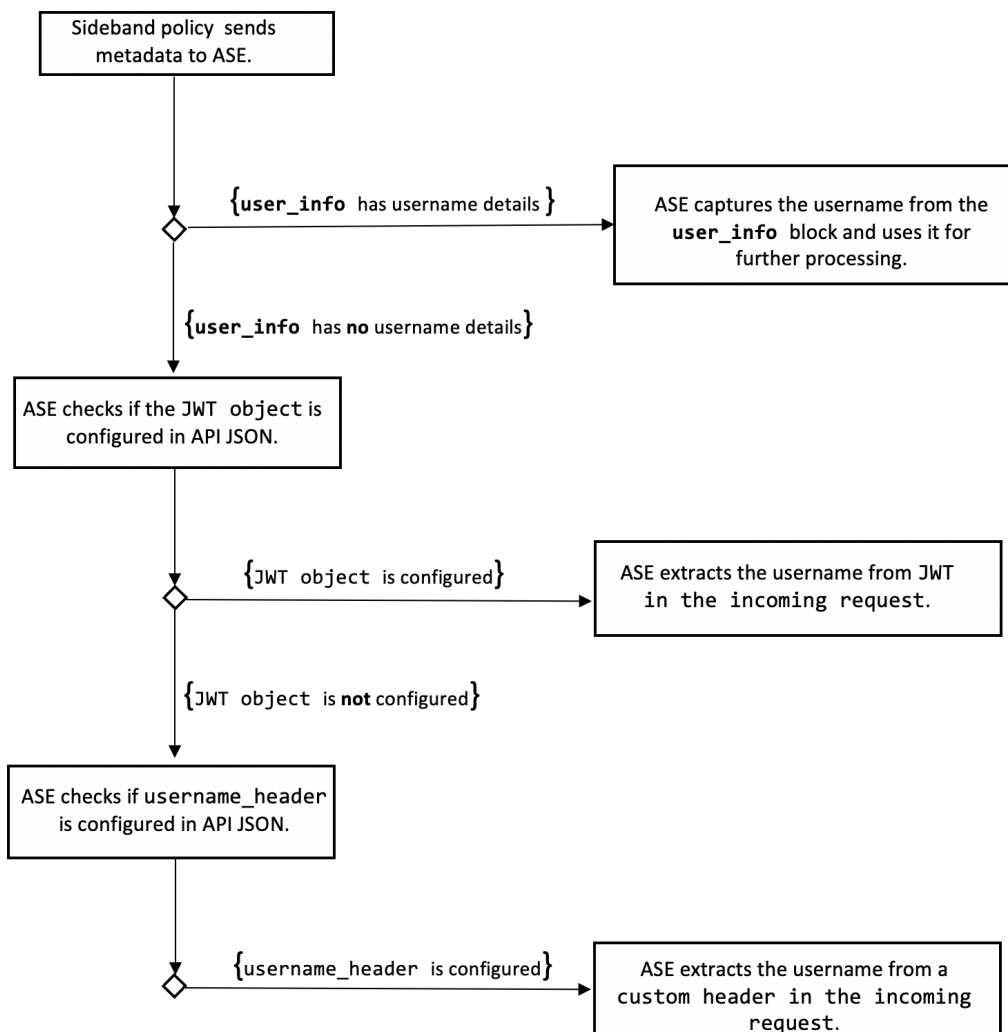 Sideband policy sends
metadata to ASE.
{user_info has username details }
ASE captures the username from the
user_info block and uses it for
further processing.
{user_info has no username details}
ASE checks if the JWT object is
configured in API JSON.
{JWT object is configured}
ASE extracts the username from JWT
in the incoming request.
{JWT object is not configured}
ASE checks if username_header
is configured in API JSON.
{username_header is configured}
ASE extracts the username from a
custom header in the incoming
request.